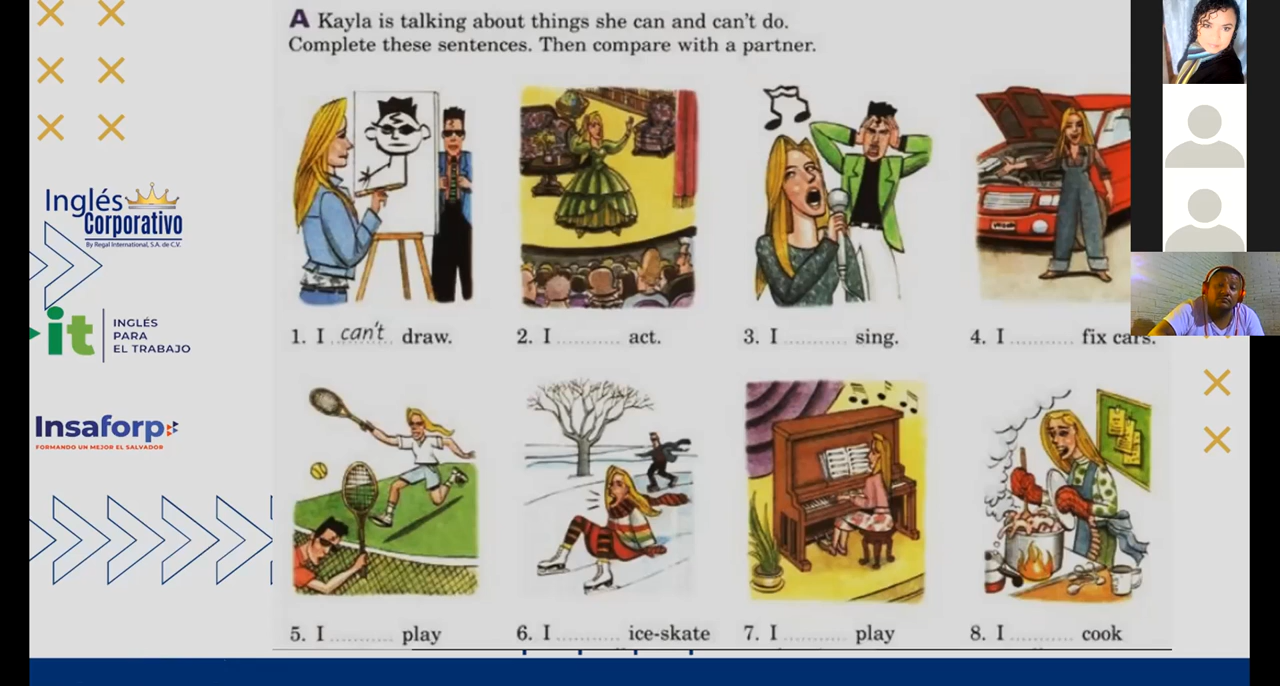 A Kayla is talking about things she can and can't do.
Complete these sentences. Then compare with a partner.
Inglés
Corporativo
By Regal International, S.A. de C.V.
it INGLÉS
PARA
EL TRABAJO
Insaforp
FORMANDO UN MEJOR EL SALVADOR
1. I can't draw.
2. I .......... act.
3. I .......... sing.
4. I .......... fix cars.
5. I .......... play
6. I .......... ice-skate
7. I .......... play
8. I .......... cook